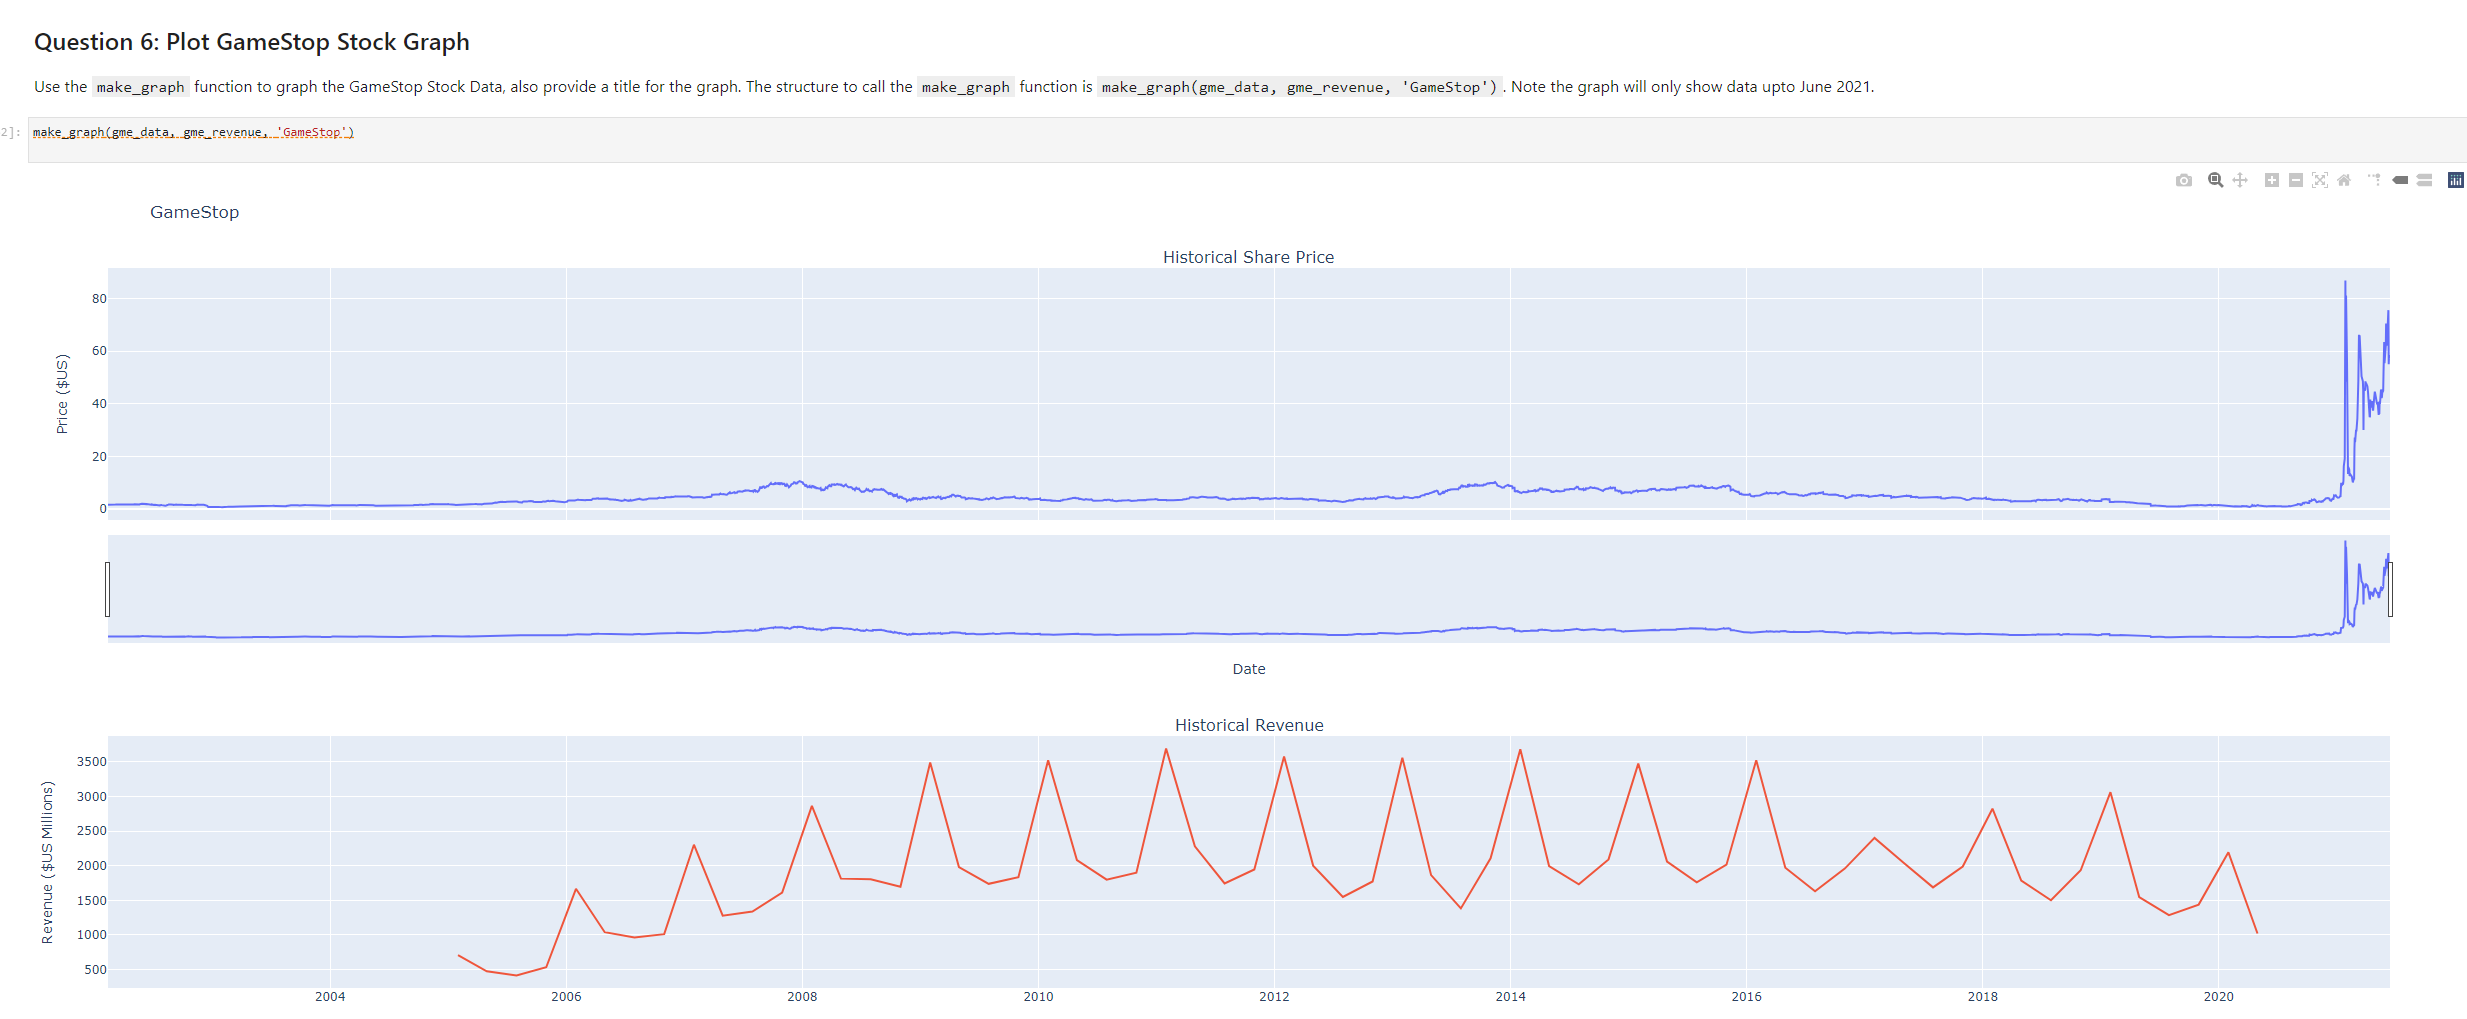 Question 6: Plot GameStop Stock Graph
Use the make_graph function to graph the GameStop Stock Data, also provide a title for the graph. The structure to call the make_graph function is make_graph(gme_data, gme_revenue, 'GameStop'). Note the graph will only show data upto June 2021.
2]: make_graph(gme_data, gme_revenue, 'GameStop')
GameStop
Historical Share Price
80
60
40
20
0
Price ($US)
Date
Historical Revenue
3500
3000
2500
2000
1500
1000
500
Revenue ($US Millions)
2004 2006 2008 2010 2012 2014 2016 2018 2020